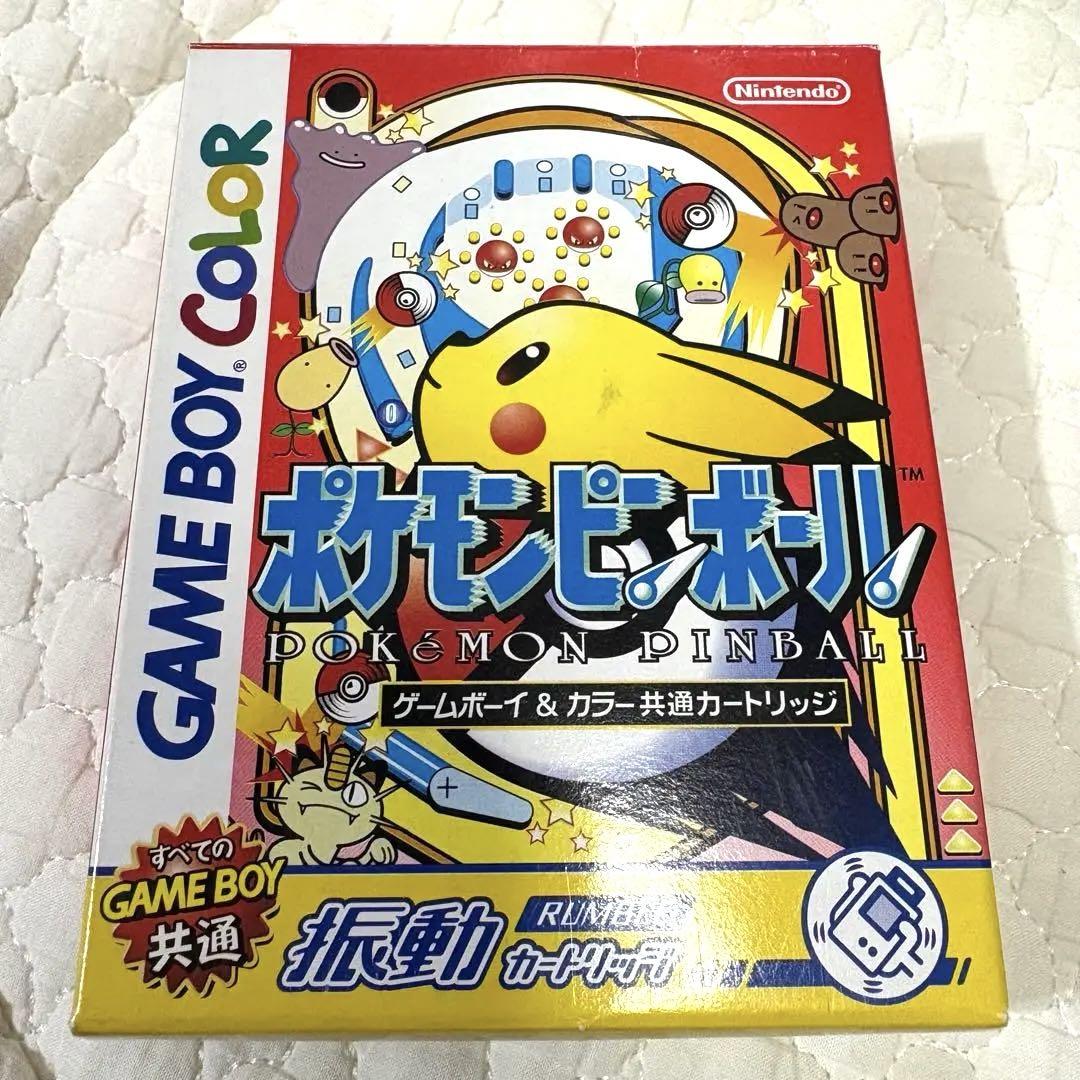 Nintendo®
GAME BOY® COLOR
ポケモンピンボール
TM
POKéMON PINBALL
ゲームボーイ & カラー共通カートリッジ
すべての
GAME BOY
共通
振動
カートリッジ